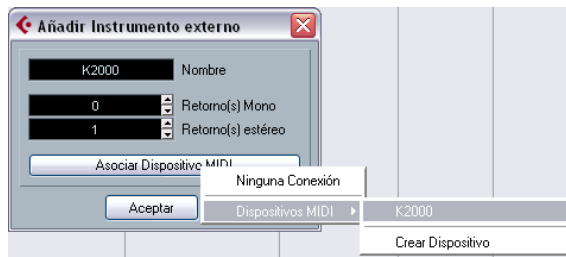 Añadir Instrumento externo
K2000 Nombre
0 Retorno(s) Mono
1 Retorno(s) estéreo
Asociar Dispositivo MIDI
Ninguna Conexión
Aceptar
Dispositivos MIDI
K2000
Crear Dispositivo